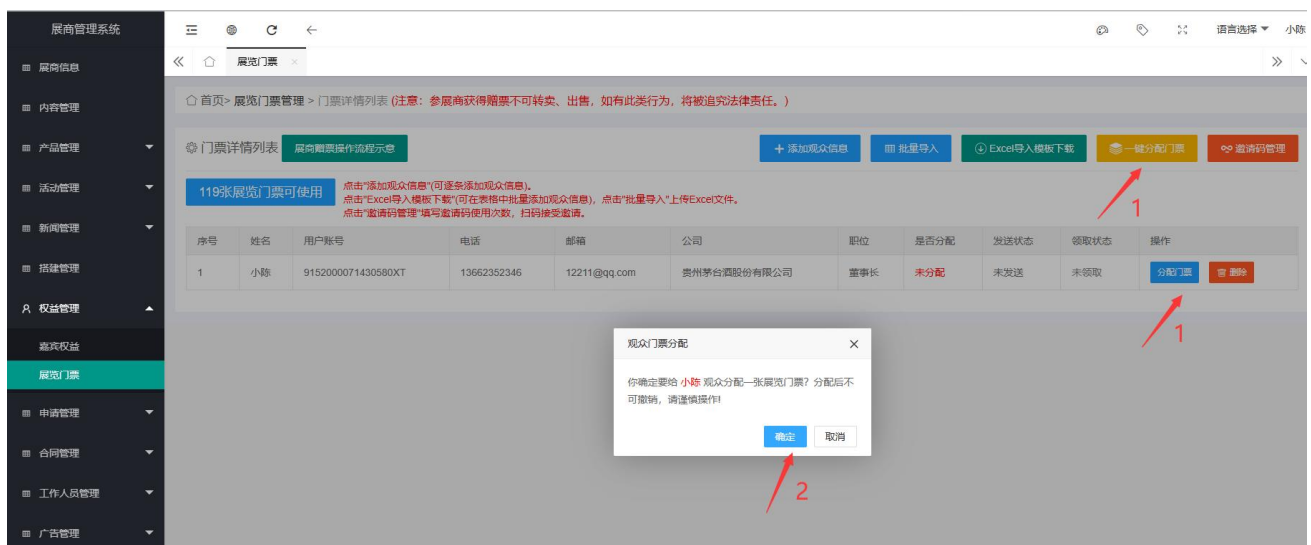 展商管理系统
语言选择
小陈
展商信息
展览门票
内容管理
首页> 展览门票管理 > 门票详情列表 (注意：参展商获得赠票不可转卖、出售，如有此类行为，将被追究法律责任。)
产品管理
门票详情列表
展商赠票操作流程示意
添加观众信息
批量导入
Excel导入模板下载
一键分配门票
邀请码管理
活动管理
119张展览门票可使用
点击"添加观众信息"(可逐条添加观众信息)。
点击"Excel导入模板下载"(可在表格中批量添加观众信息)，点击"批量导入"上传Excel文件。
点击"邀请码管理"填写邀请码使用次数，扫码接受邀请。
1
新闻管理
序号 姓名 用户账号 电话 邮箱 公司 职位 是否分配 发送状态 领取状态 操作
搭建管理
1 小陈 9152000071430580XT 13662352346 12211@qq.com 贵州茅台酒股份有限公司 董事长 未分配 未发送 未领取 分配门票 删除
权益管理
1
嘉宾权益
观众门票分配
展览门票
你确定要给 小陈 观众分配一张展览门票？分配后不
可撤销，请谨慎操作!
申请管理
确定 取消
合同管理
工作人员管理
2
广告管理